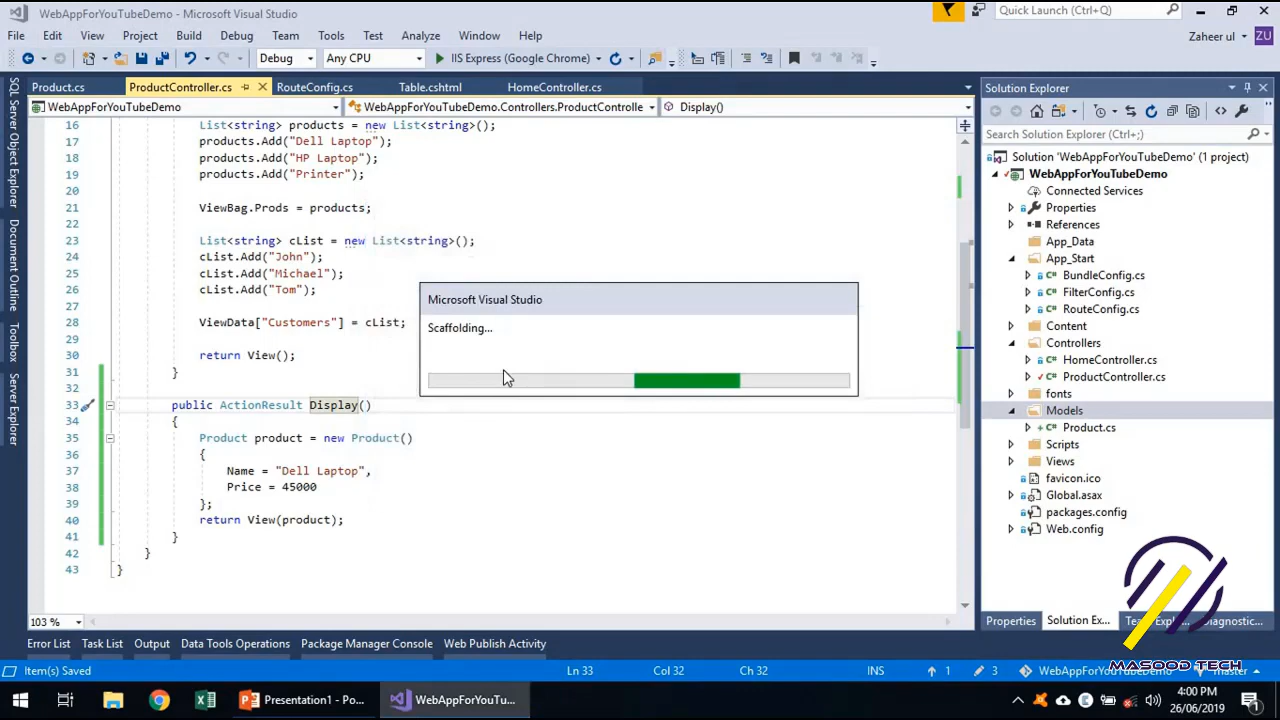 WebAppForYouTubeDemo - Microsoft Visual Studio
Quick Launch (Ctrl+;)
File Edit View Project Build Debug Team Tools Test Analyze Window Help
Zaheer ul ZU
Debug Any CPU IIS Express (Google Chrome)
Product.cs ProductController.cs RouteConfig.cs Table.cshtml HomeController.cs
WebAppForYouTubeDemo WebAppForYouTubeDemo.Controllers.ProductControlle Display()
SQL Server Object Explorer
Document Outline
Toolbox
Server Explorer
16 List<string> products = new List<string>();
17 products.Add("Dell Laptop");
18 products.Add("HP Laptop");
19 products.Add("Printer");
20
21 ViewBag.Prods = products;
22
23 List<string> cList = new List<string>();
24 cList.Add("John");
25 cList.Add("Michael");
26 cList.Add("Tom");
27
28 ViewData["Customers"] = cList;
29
30 return View();
31 }
32
33 public ActionResult Display()
34 {
35 Product product = new Product()
36 {
37 Name = "Dell Laptop",
38 Price = 45000
39 };
40 return View(product);
41 }
42 }
43 }
Microsoft Visual Studio
Scaffolding...
Solution Explorer
Search Solution Explorer (Ctrl+;)
Solution 'WebAppForYouTubeDemo' (1 project)
WebAppForYouTubeDemo
Connected Services
Properties
References
App_Data
App_Start
BundleConfig.cs
FilterConfig.cs
RouteConfig.cs
Content
Controllers
HomeController.cs
ProductController.cs
fonts
Models
Product.cs
Scripts
Views
favicon.ico
Global.asax
packages.config
Web.config
103 %
Properties Solution Ex... Diagnostic...
Error List Task List Output Data Tools Operations Package Manager Console Web Publish Activity
Item(s) Saved Ln 33 Col 32 Ch 32 INS 1 3 WebAppForYouTubeDemo master
MASOOD TECH
Presentation1 - Po... WebAppForYouTu...
4:00 PM
26/06/2019
1